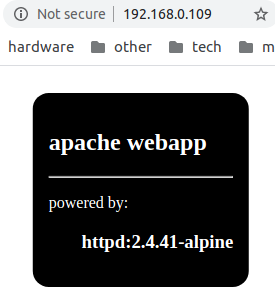 Not secure | 192.168.0.109
hardware other tech m
apache webapp
powered by:
httpd:2.4.41-alpine